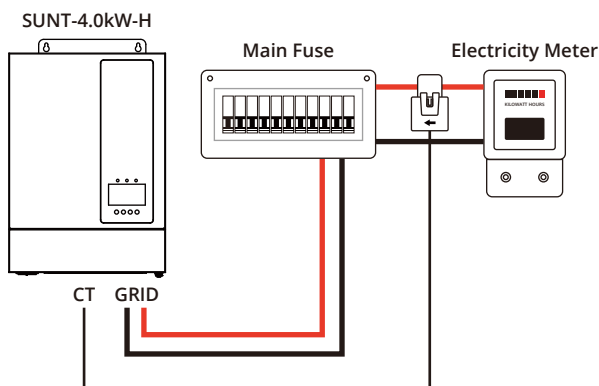 SUNT-4.0kW-H
Main Fuse
Electricity Meter
KILOWATT HOURS
CT GRID